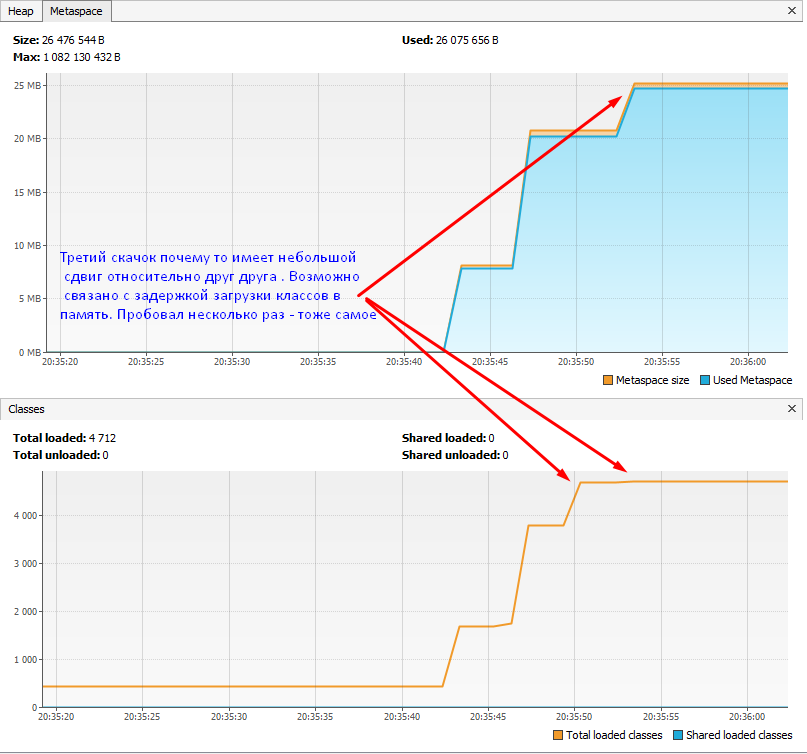 Heap Metaspace
Size: 26 476 544 B Used: 26 075 656 B
Max: 1 082 130 432 B
25 MB
20 MB
15 MB
10 MB
5 MB
0 MB
Третий скачок почему то имеет небольшой
сдвиг относительно друг друга . Возможно
связано с задержкой загрузки классов в
память. Пробовал несколько раз - тоже самое
20:35:20 20:35:25 20:35:30 20:35:35 20:35:40 20:35:45 20:35:50 20:35:55 20:36:00
Metaspace size Used Metaspace
Classes
Total loaded: 4 712 Shared loaded: 0
Total unloaded: 0 Shared unloaded: 0
4 000
3 000
2 000
1 000
0
20:35:20 20:35:25 20:35:30 20:35:35 20:35:40 20:35:45 20:35:50 20:35:55 20:36:00
Total loaded classes Shared loaded classes